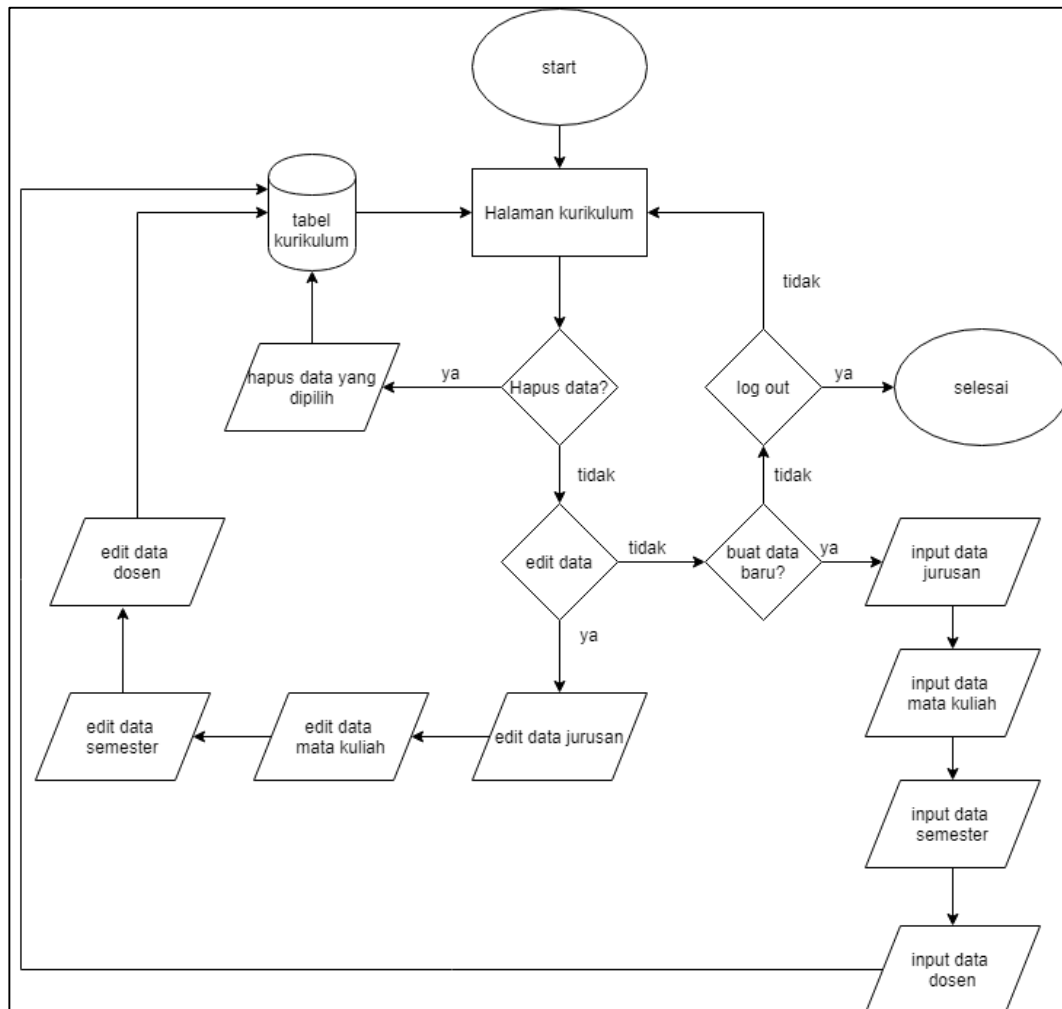 start
tabel
kurikulum
Halaman kurikulum
tidak
hapus data yang
dipilih
ya
Hapus data?
log out
ya
selesai
tidak
tidak
edit data
dosen
edit data
tidak
buat data
baru?
ya
input data
jurusan
ya
edit data
semester
edit data
mata kuliah
edit data jurusan
input data
mata kuliah
input data
semester
input data
dosen